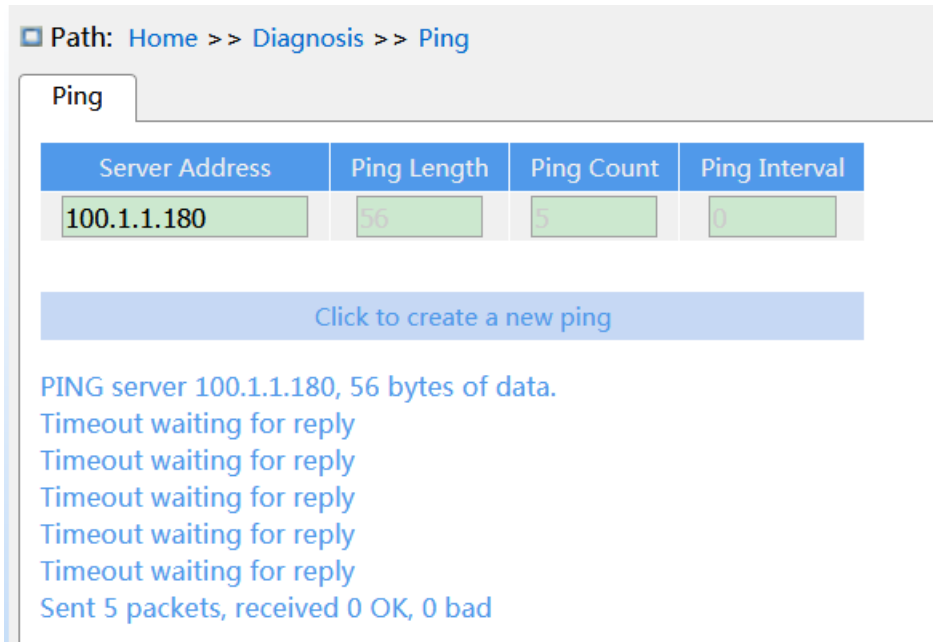 Path: Home >> Diagnosis >> Ping
Ping
Server Address Ping Length Ping Count Ping Interval
100.1.1.180 56 5 0
Click to create a new ping
PING server 100.1.1.180, 56 bytes of data.
Timeout waiting for reply
Timeout waiting for reply
Timeout waiting for reply
Timeout waiting for reply
Timeout waiting for reply
Sent 5 packets, received 0 OK, 0 bad